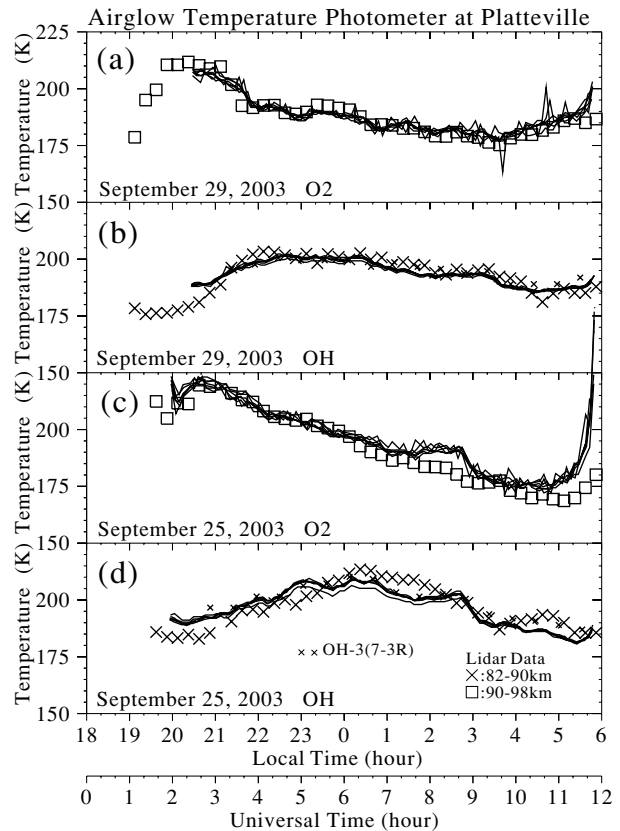 Airglow Temperature Photometer at Platteville
225
(a)
200
175
150
Temperature (K)
September 29, 2003 O2
(b)
200
175
150
Temperature (K)
September 29, 2003 OH
(c)
200
175
150
Temperature (K)
September 25, 2003 O2
(d)
200
175
150
Temperature (K)
×× OH-3(7-3R)
Lidar Data
×:82-90km
□:90-98km
September 25, 2003 OH
18 19 20 21 22 23 0 1 2 3 4 5 6
Local Time (hour)
0 1 2 3 4 5 6 7 8 9 10 11 12
Universal Time (hour)